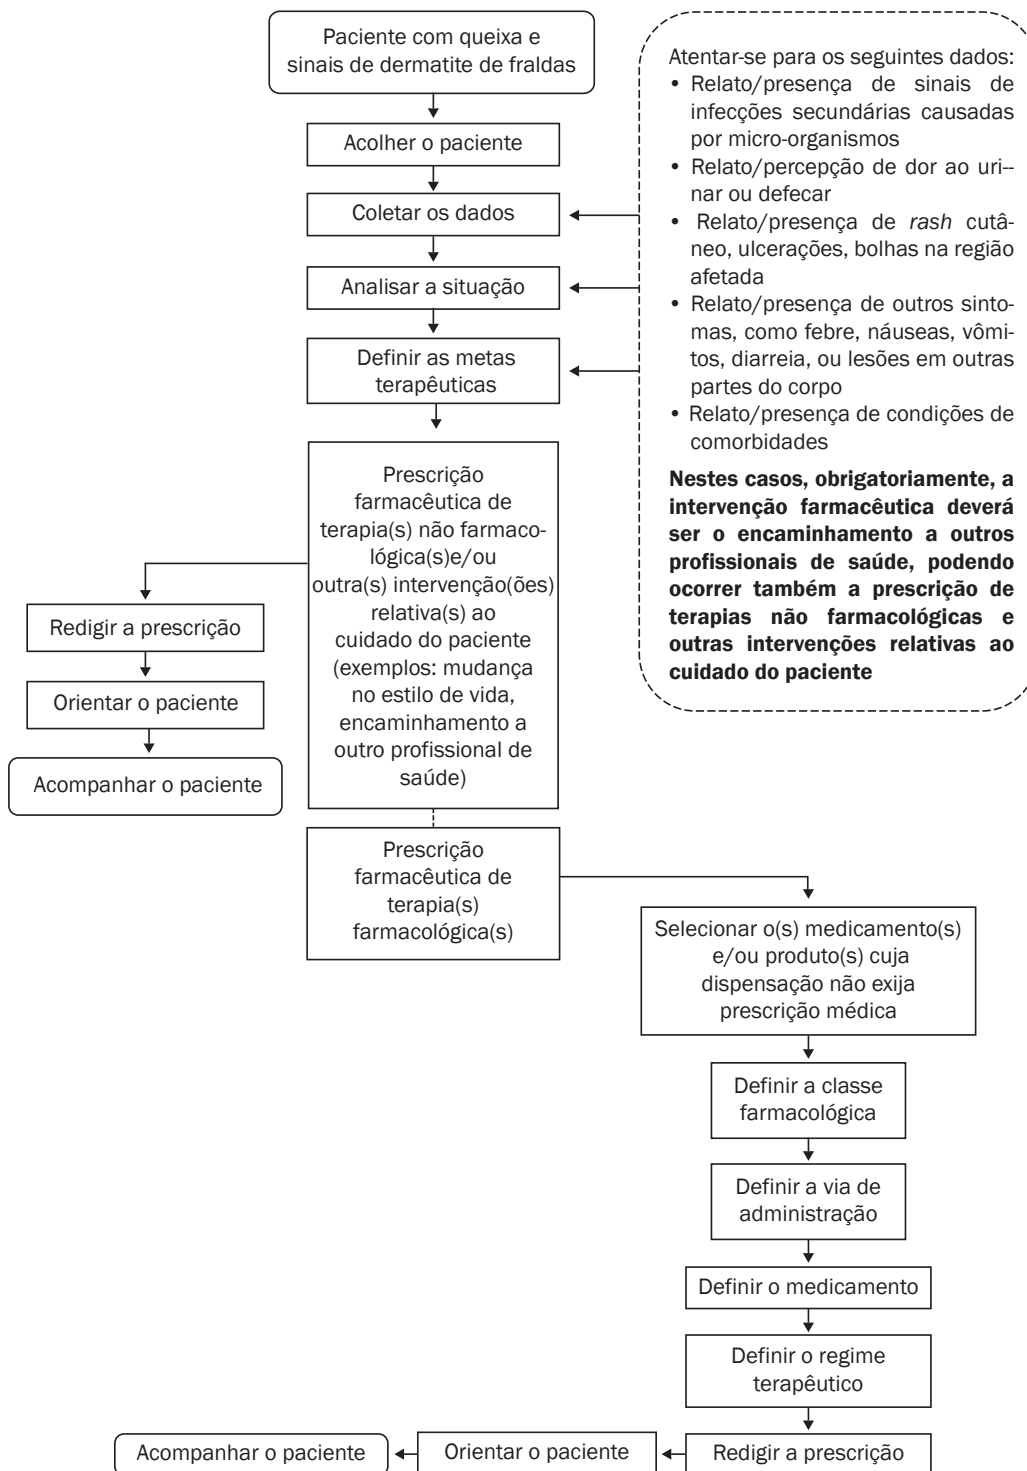 Paciente com queixa e
sinais de dermatite de fraldas
Acolher o paciente
Coletar os dados
Analisar a situação
Definir as metas
terapêuticas
Atentar-se para os seguintes dados:
• Relato/presença de sinais de
infecções secundárias causadas
por micro-organismos
• Relato/percepção de dor ao uri--
nar ou defecar
• Relato/presença de rash cutâ-
neo, ulcerações, bolhas na região
afetada
• Relato/presença de outros sinto-
mas, como febre, náuseas, vômi-
tos, diarreia, ou lesões em outras
partes do corpo
• Relato/presença de condições de
comorbidades
Nestes casos, obrigatoriamente, a
intervenção farmacêutica deverá
ser o encaminhamento a outros
profissionais de saúde, podendo
ocorrer também a prescrição de
terapias não farmacológicas e
outras intervenções relativas ao
cuidado do paciente
Prescrição
farmacêutica de
terapia(s) não farmaco-
lógica(s)e/ou
outra(s) intervenção(ões)
relativa(s) ao
cuidado do paciente
(exemplos: mudança
no estilo de vida,
encaminhamento a
outro profissional de
saúde)
Redigir a prescrição
Orientar o paciente
Acompanhar o paciente
Prescrição
farmacêutica de
terapia(s)
farmacológica(s)
Selecionar o(s) medicamento(s)
e/ou produto(s) cuja
dispensação não exija
prescrição médica
Definir a classe
farmacológica
Definir a via de
administração
Definir o medicamento
Definir o regime
terapêutico
Redigir a prescrição
Orientar o paciente
Acompanhar o paciente